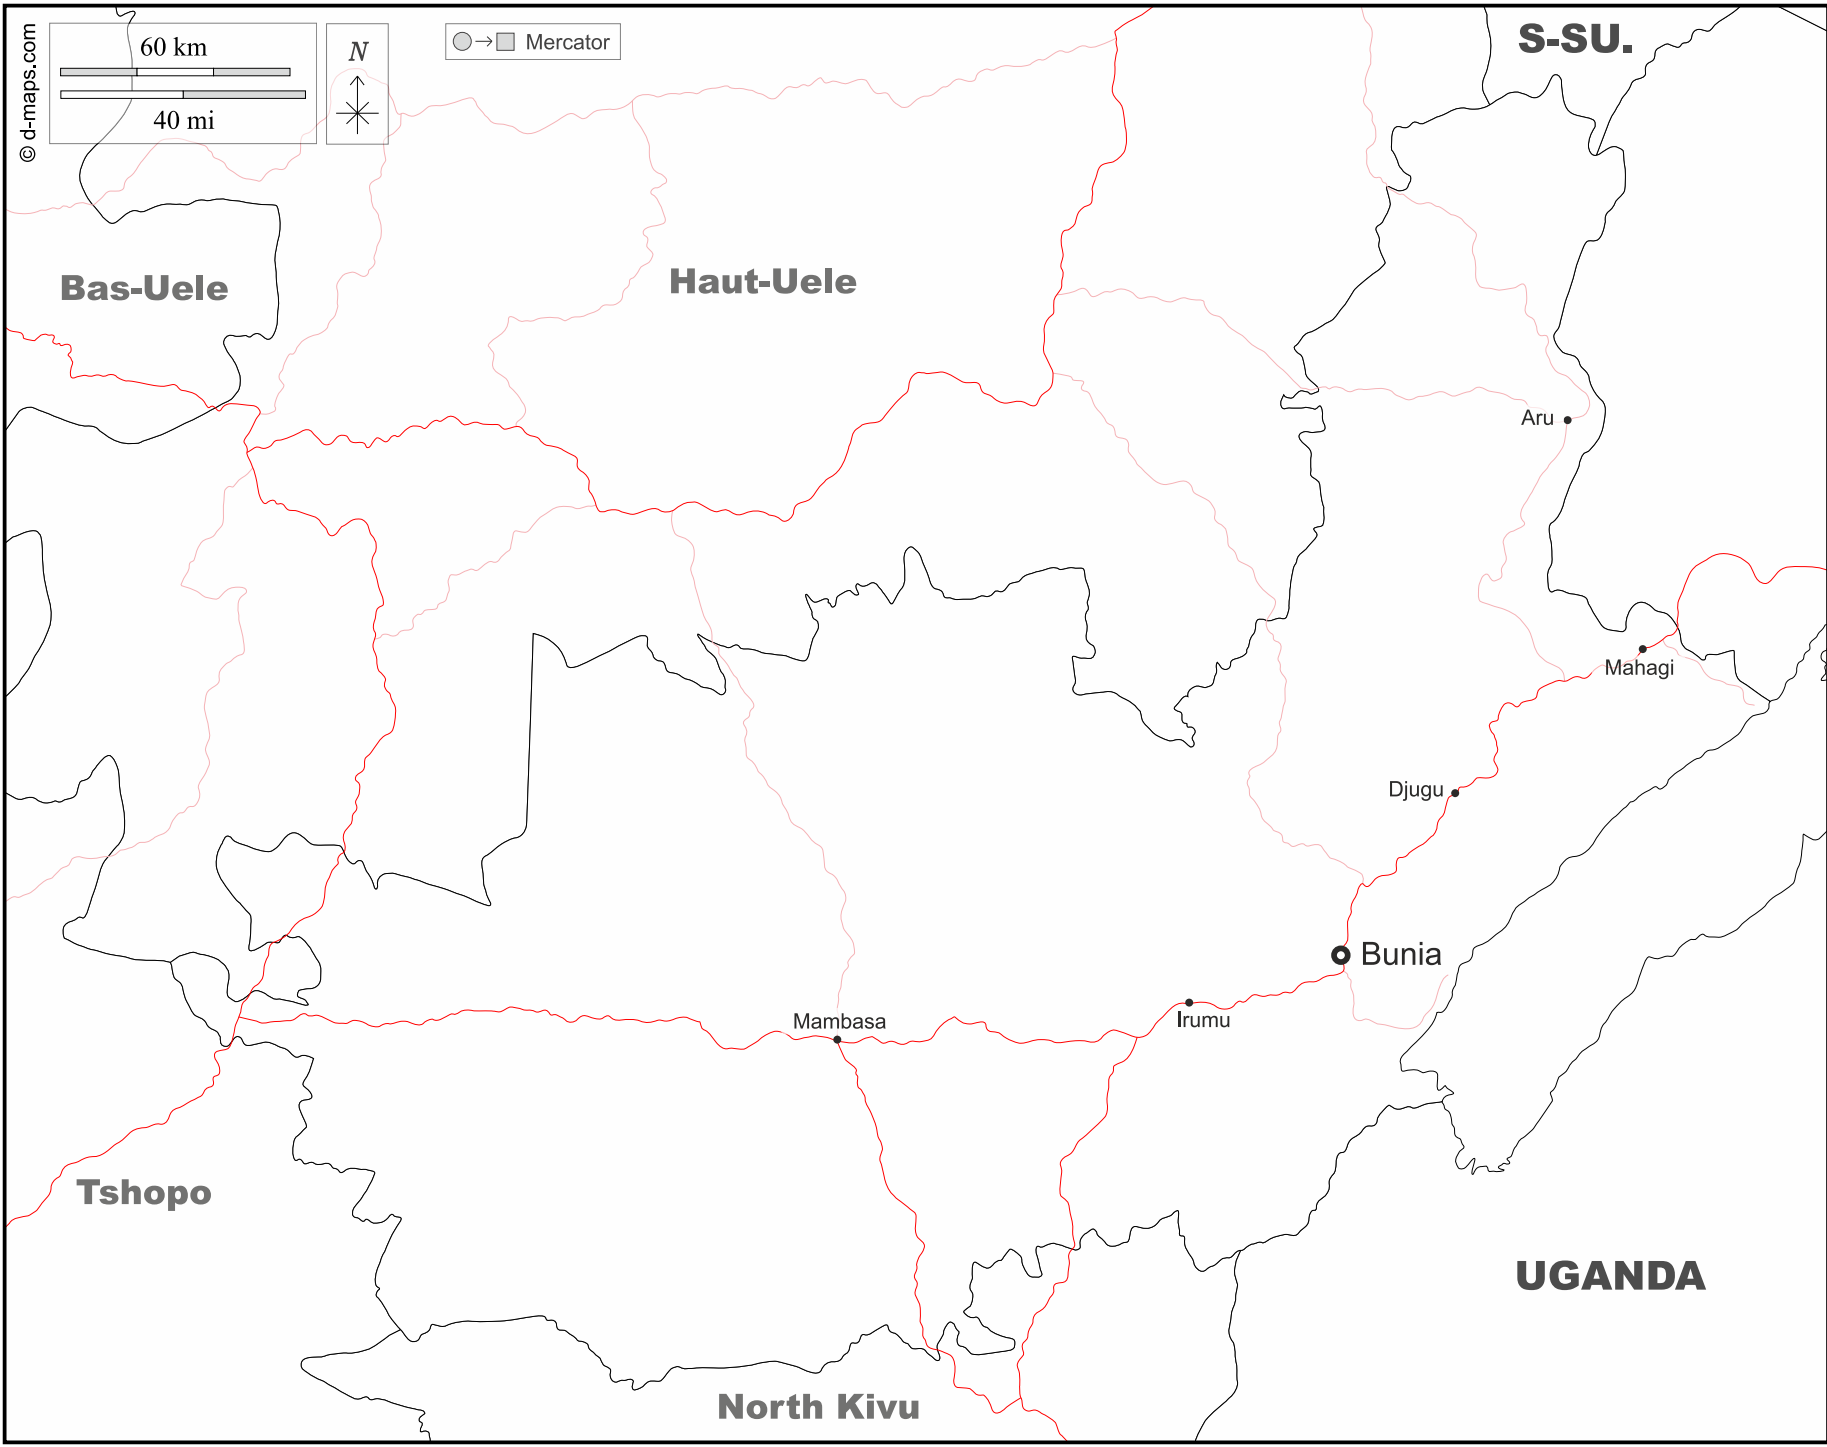 © d-maps.com
60 km
40 mi
N
Mercator
S-SU.
Bas-Uele
Haut-Uele
Aru
Mahagi
Djugu
Bunia
Irumu
Mambasa
Tshopo
UGANDA
North Kivu